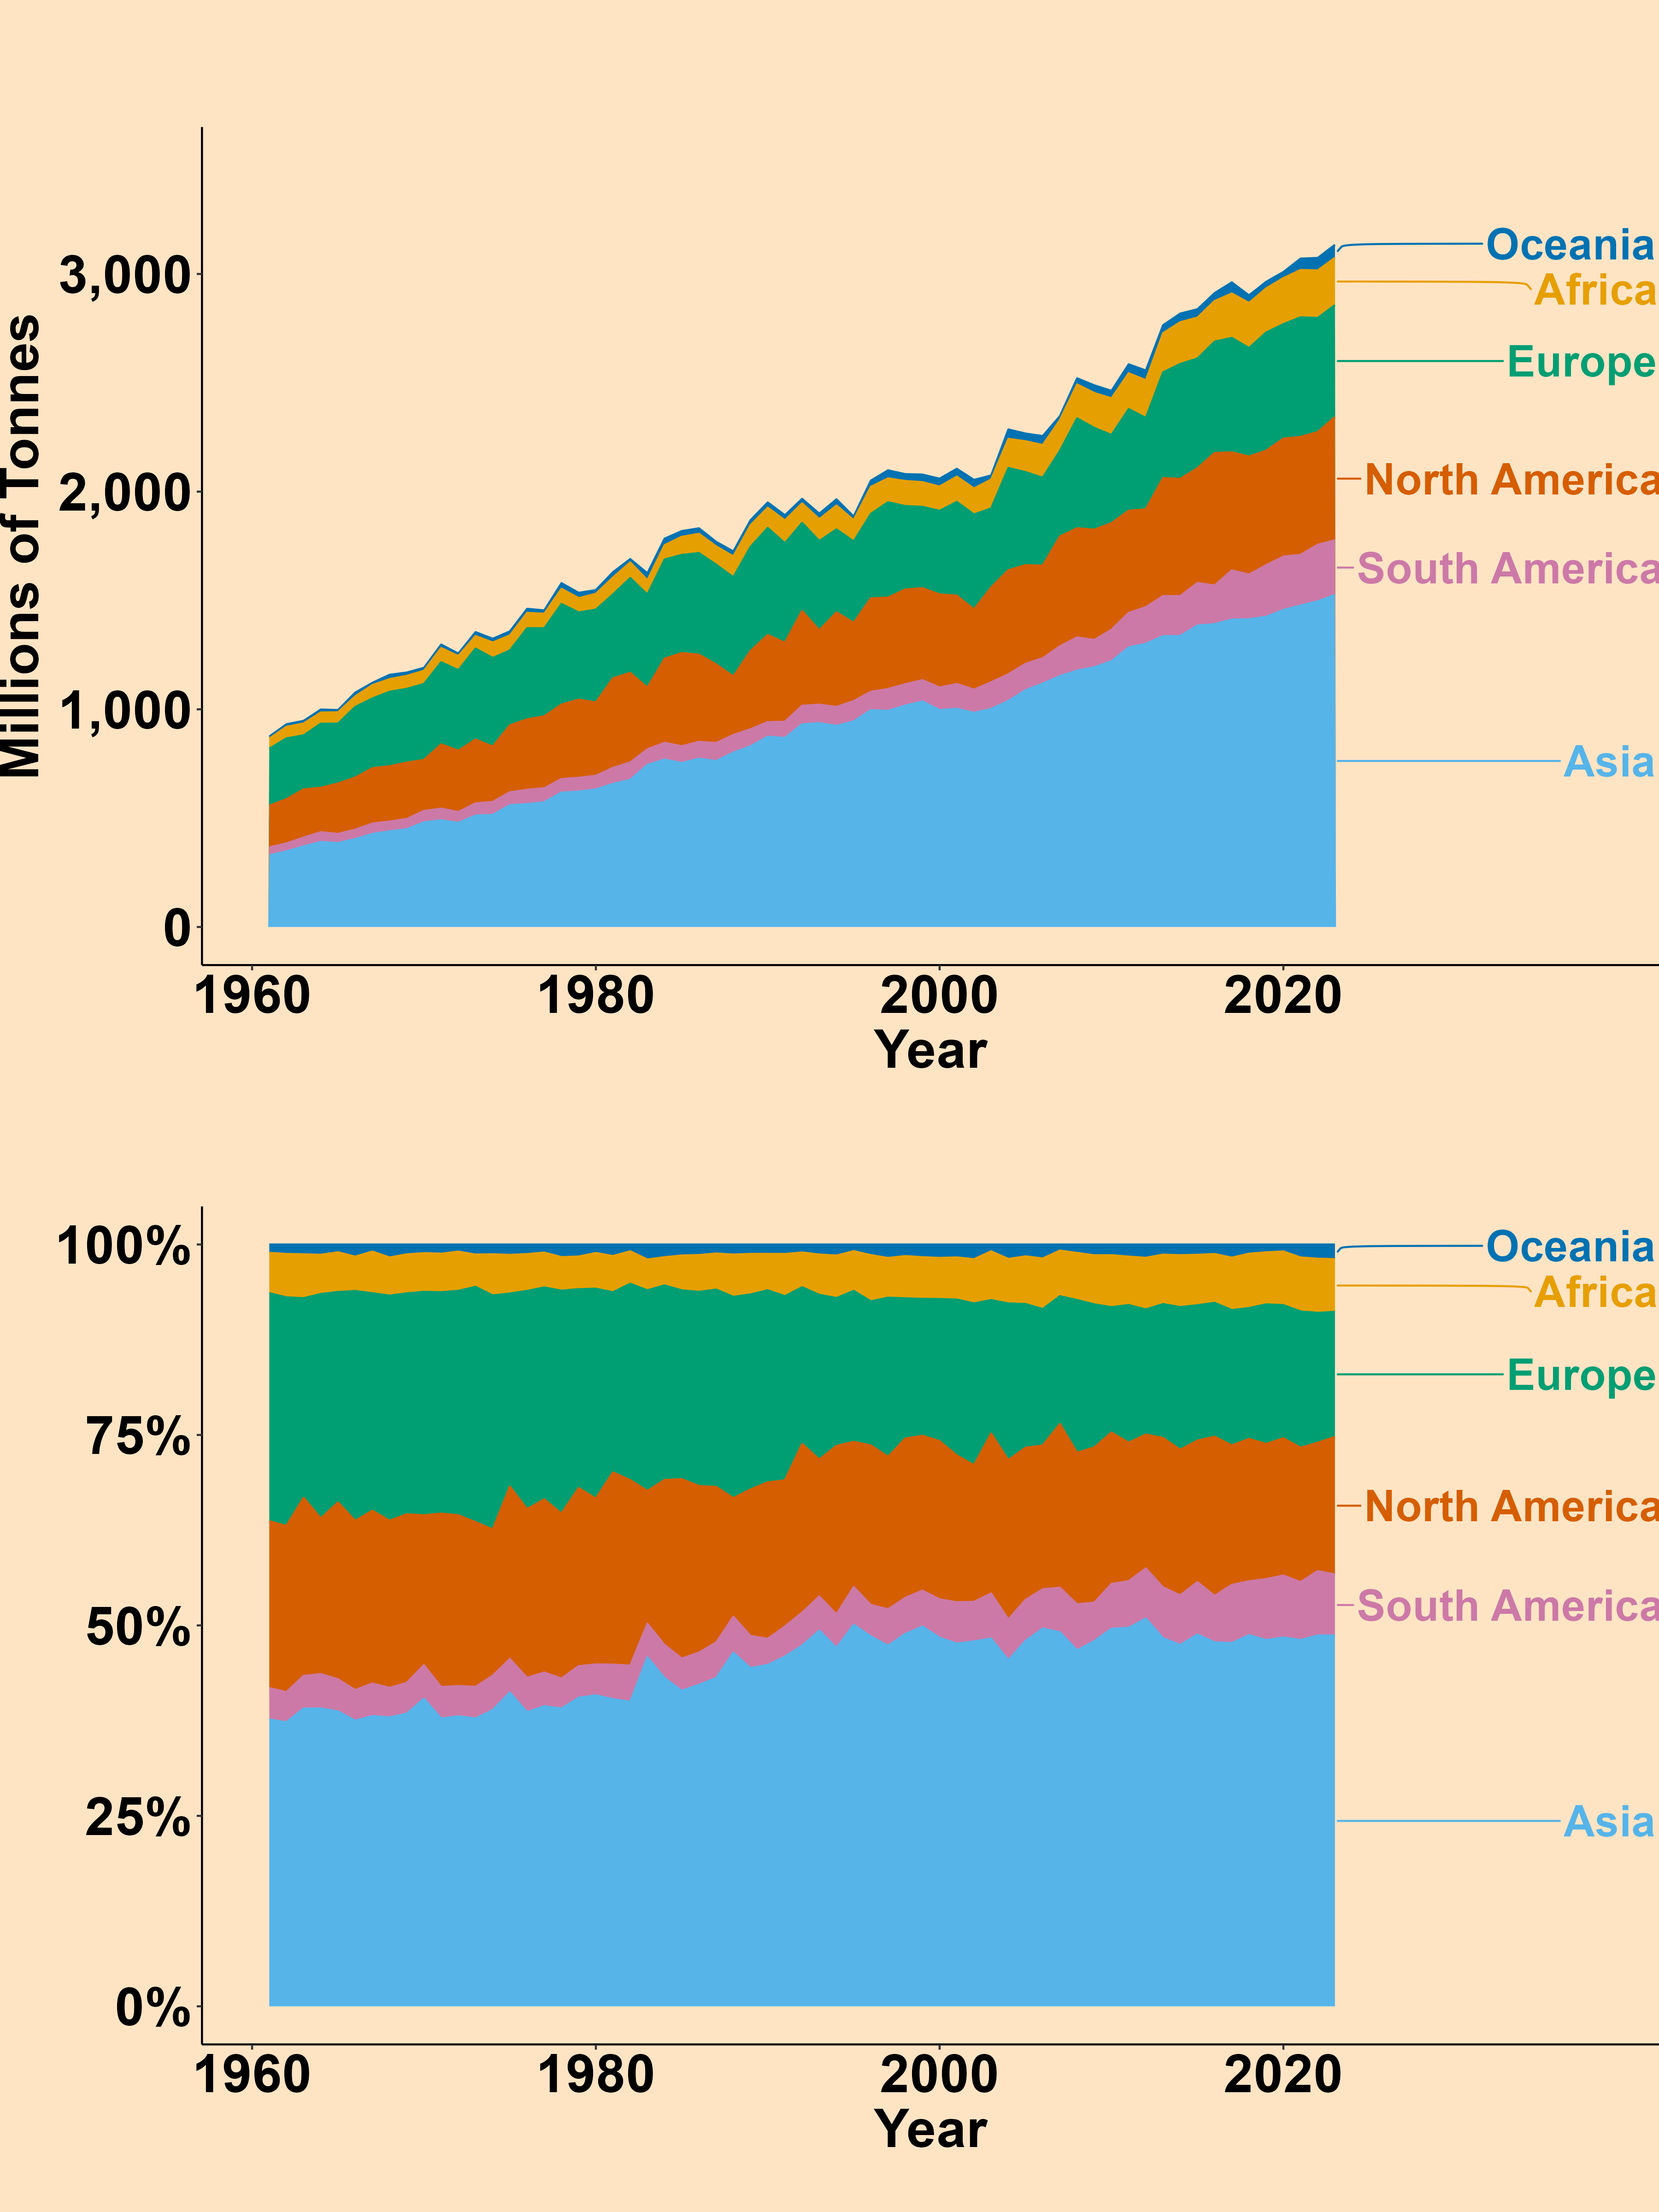 Millions of Tonnes
3,000
2,000
1,000
0
1960 1980 2000 2020
Year
Oceania
Africa
Europe
North America
South America
Asia
100%
75%
50%
25%
0%
1960 1980 2000 2020
Year
Oceania
Africa
Europe
North America
South America
Asia